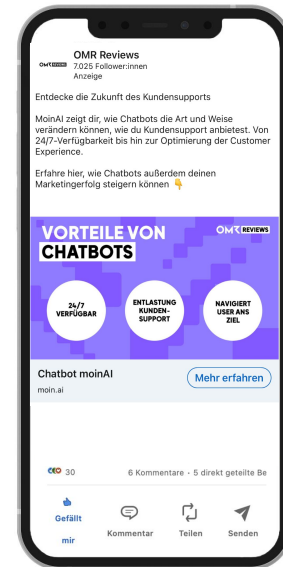 OMR REVIEWS
OMR Reviews
7.025 Follower:innen
Anzeige
Entdecke die Zukunft des Kundensupports
MoinAI zeigt dir, wie Chatbots die Art und Weise
verändern können, wie du Kundensupport anbietest. Von
24/7-Verfügbarkeit bis hin zur Optimierung der Customer
Experience.
Erfahre hier, wie Chatbots außerdem deinen
Marketingerfolg steigern können 👇
VORTEILE VON
CHATBOTS
OMR REVIEWS
24/7
VERFÜGBAR
ENTLASTUNG
KUNDEN-
SUPPORT
NAVIGIERT
USER ANS
ZIEL
Chatbot moinAI
moin.ai
Mehr erfahren
30
6 Kommentare · 5 direkt geteilte Be
Gefällt
mir
Kommentar
Teilen
Senden